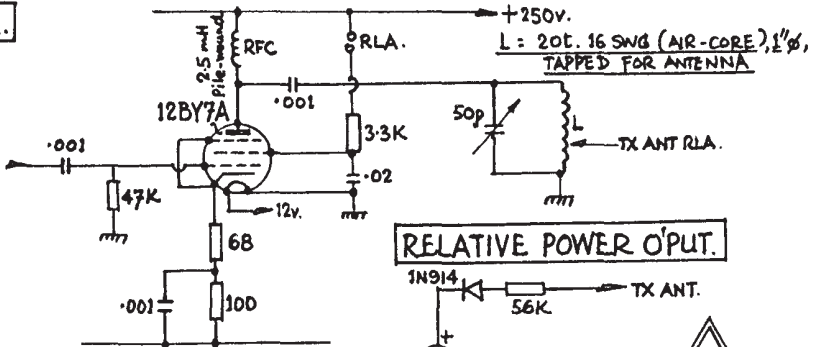 .
+250v.
L = 20t. 16 SWG (AIR-CORE), 1"ø,
TAPPED FOR ANTENNA
2.5 mH
Pile-wound
RFC
RLA.
.001
12BY7A
50p
L
3.3K
TX ANT RLA.
.001
.02
47K
12v.
68
RELATIVE POWER O'PUT.
1N914
TX ANT.
56K
.001
100
+